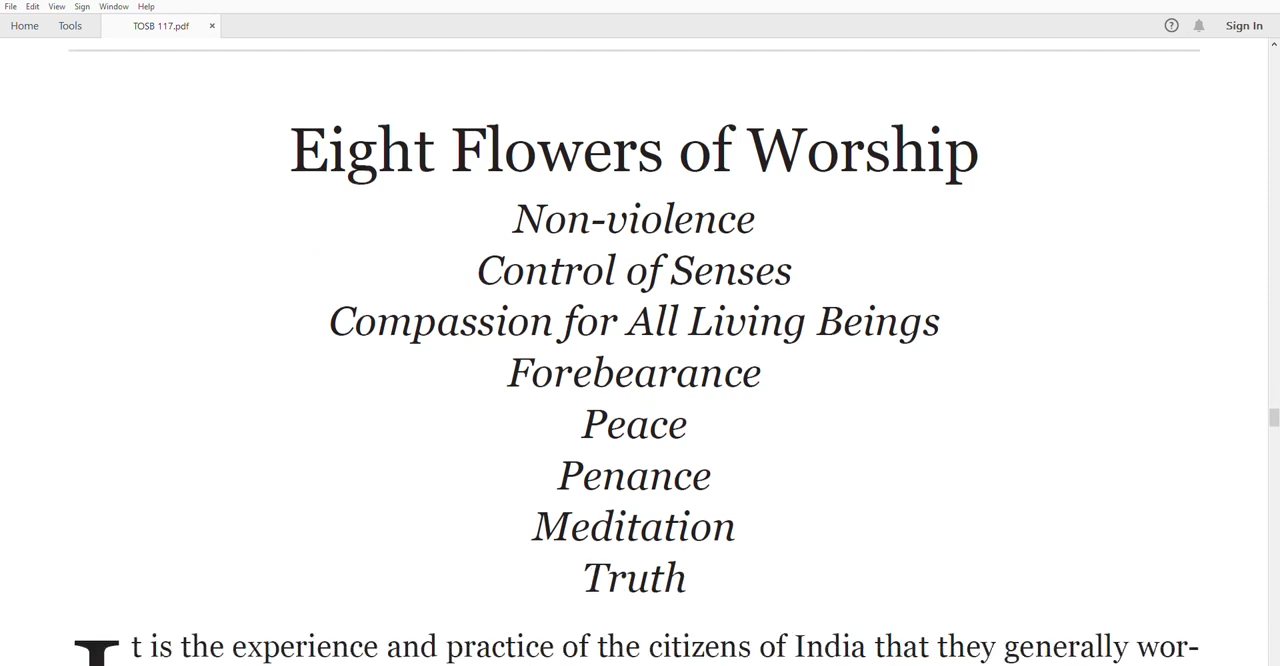 File Edit View Sign Window Help
Home Tools TOSB 117.pdf × ? Sign In
Eight Flowers of Worship
Non-violence
Control of Senses
Compassion for All Living Beings
Forebearance
Peace
Penance
Meditation
Truth
It is the experience and practice of the citizens of India that they generally wor-